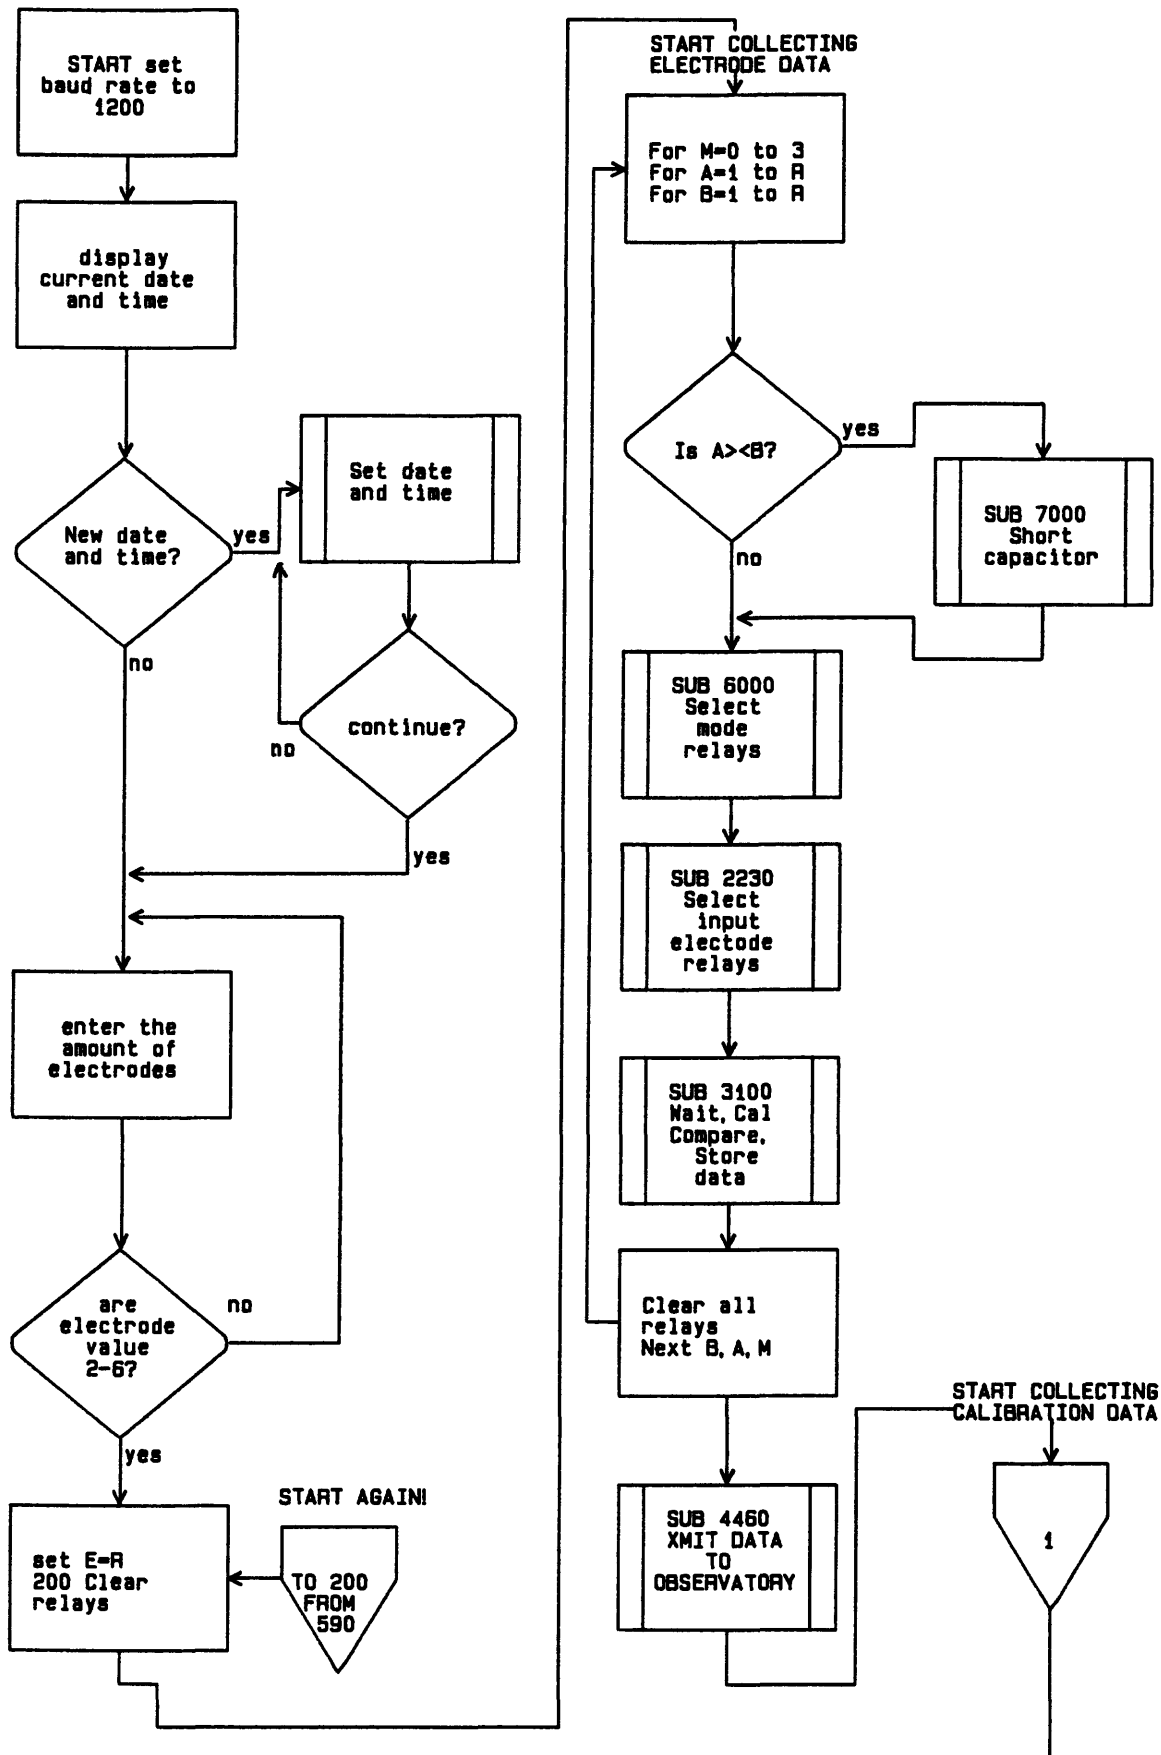 START set
baud rate to
1200
display
current date
and time
New date
and time?
yes
no
Set date
and time
continue?
no
yes
enter the
amount of
electrodes
are
electrode
value
2-6?
no
yes
set E=R
200 Clear
relays
START AGAIN!
TO 200
FROM
590
START COLLECTING
ELECTRODE DATA
For M=0 to 3
For A=1 to R
For B=1 to R
Is A><B?
yes
no
SUB 7000
Short
capacitor
SUB 6000
Select
mode
relays
SUB 2230
Select
input
electode
relays
SUB 3100
Wait, Cal
Compare,
Store
data
Clear all
relays
Next B, A, M
SUB 4460
XMIT DATA
TO
OBSERVATORY
START COLLECTING
CALIBRATION DATA
1